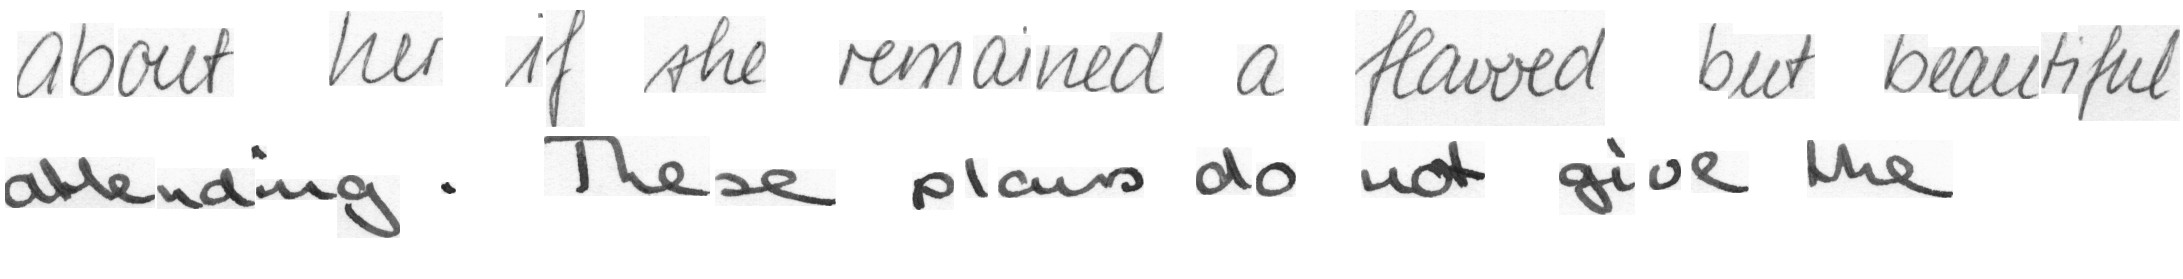 about her if she remained a flawed but beautiful
attending. These plans do not give the